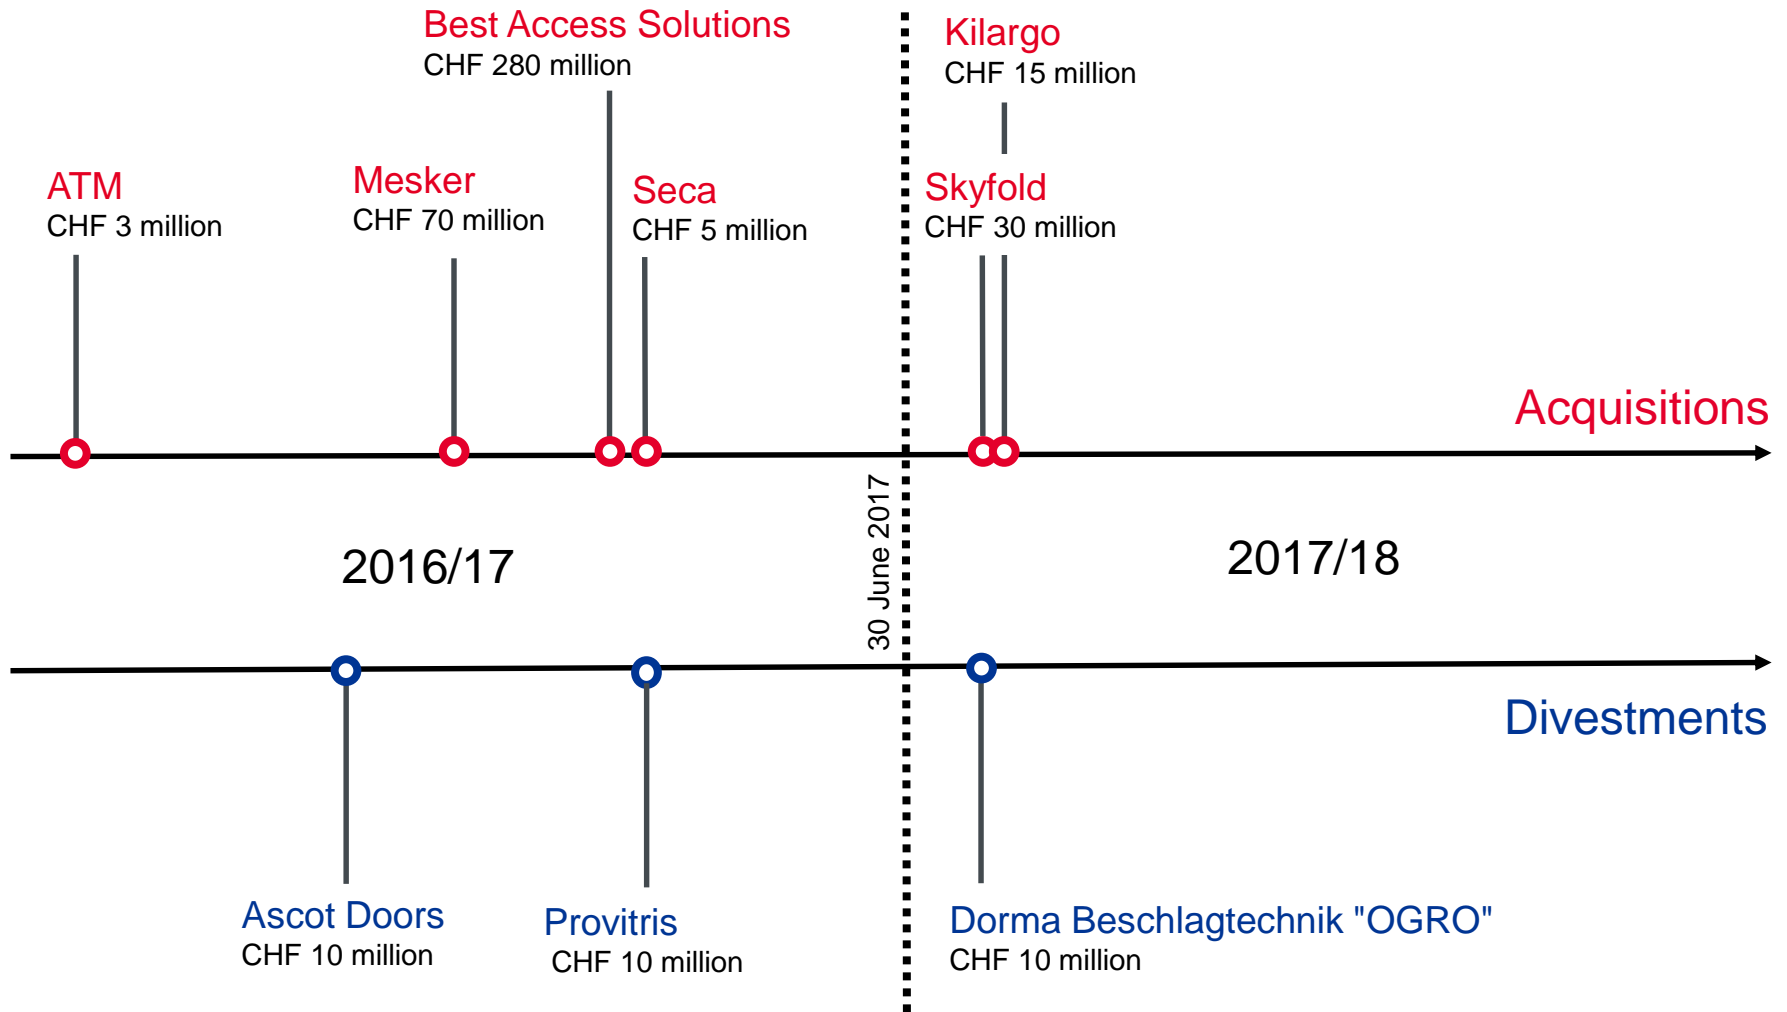 Best Access Solutions
CHF 280 million
Kilargo
CHF 15 million
ATM
CHF 3 million
Mesker
CHF 70 million
Seca
CHF 5 million
Skyfold
CHF 30 million
Acquisitions
30 June 2017
2016/17
2017/18
Divestments
Ascot Doors
CHF 10 million
Provitris
CHF 10 million
Dorma Beschlagtechnik "OGRO"
CHF 10 million